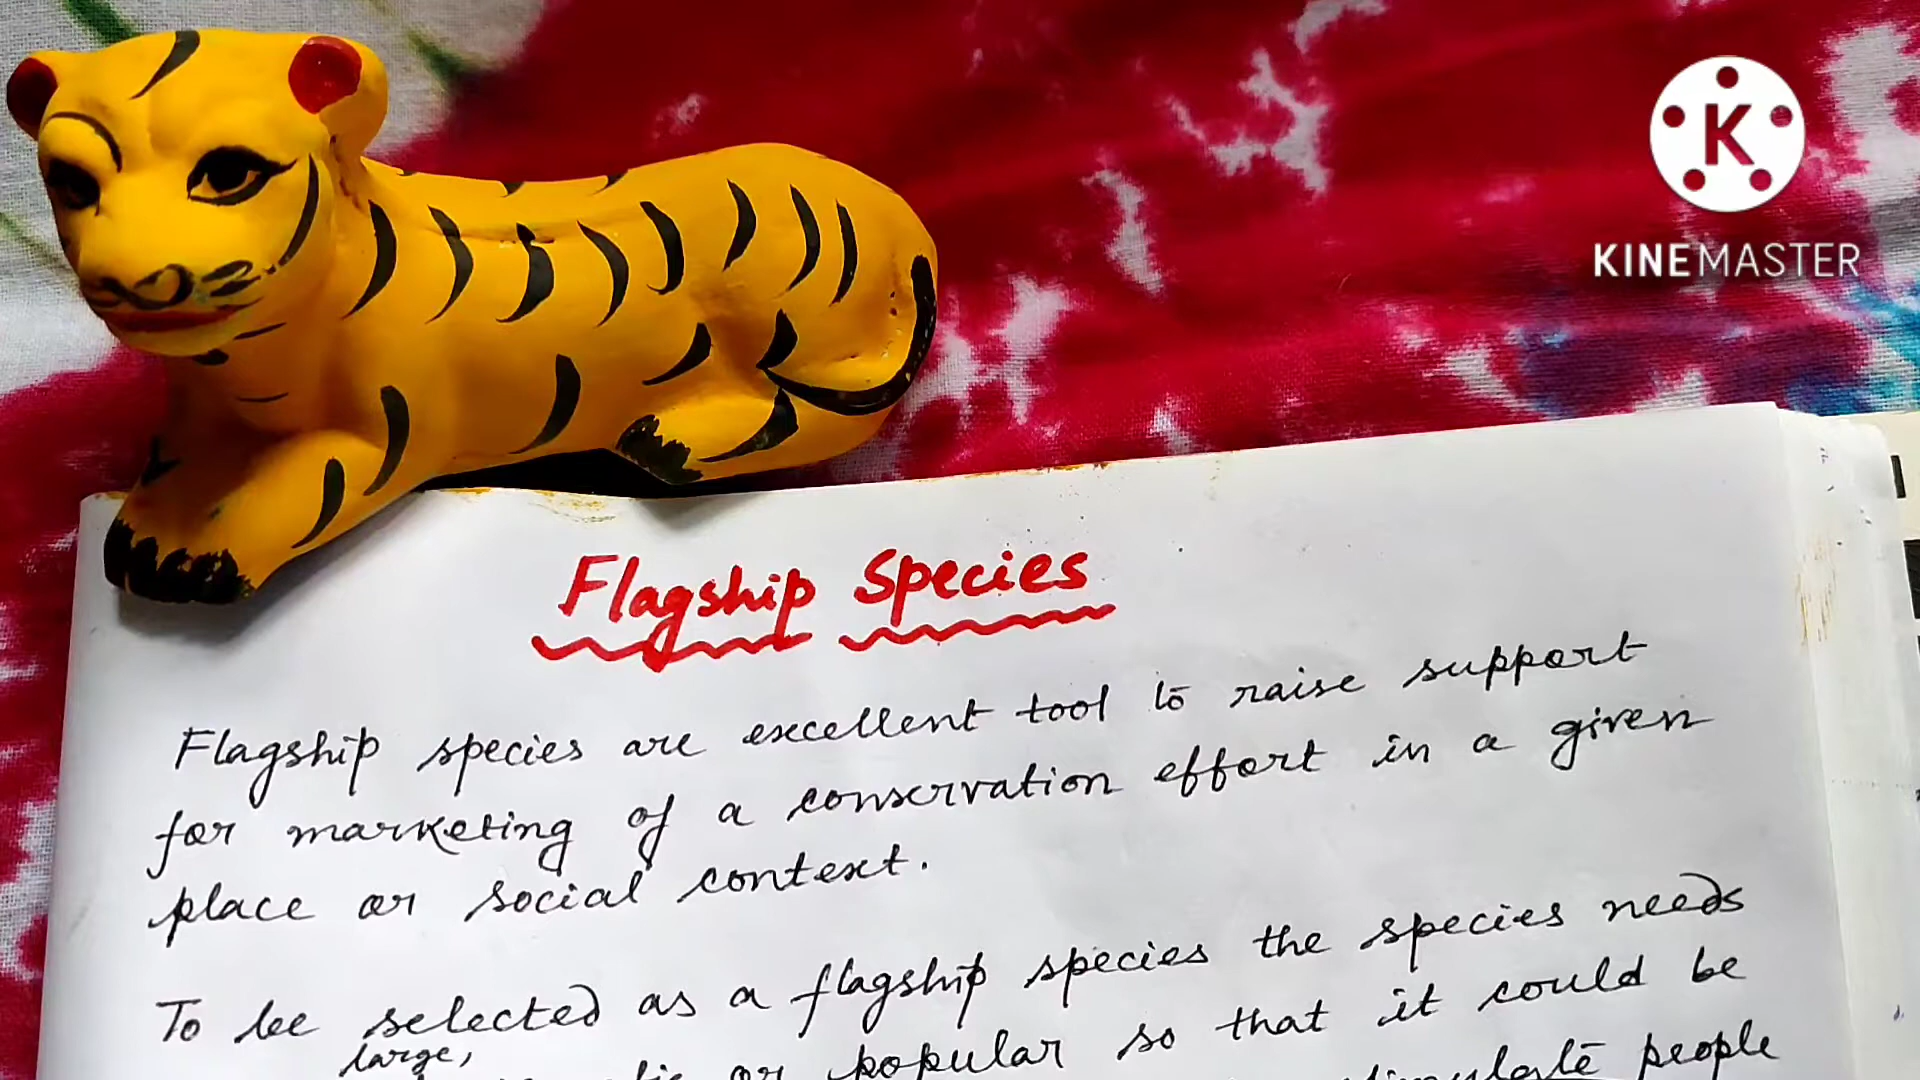 K
KINEMASTER
Flagship Species
Flagship species are excellent tool to raise support
for marketing of a conservation effort in a given
place or social context.
To be selected as a flagship species the species needs
large,
or popular so that it could be
people